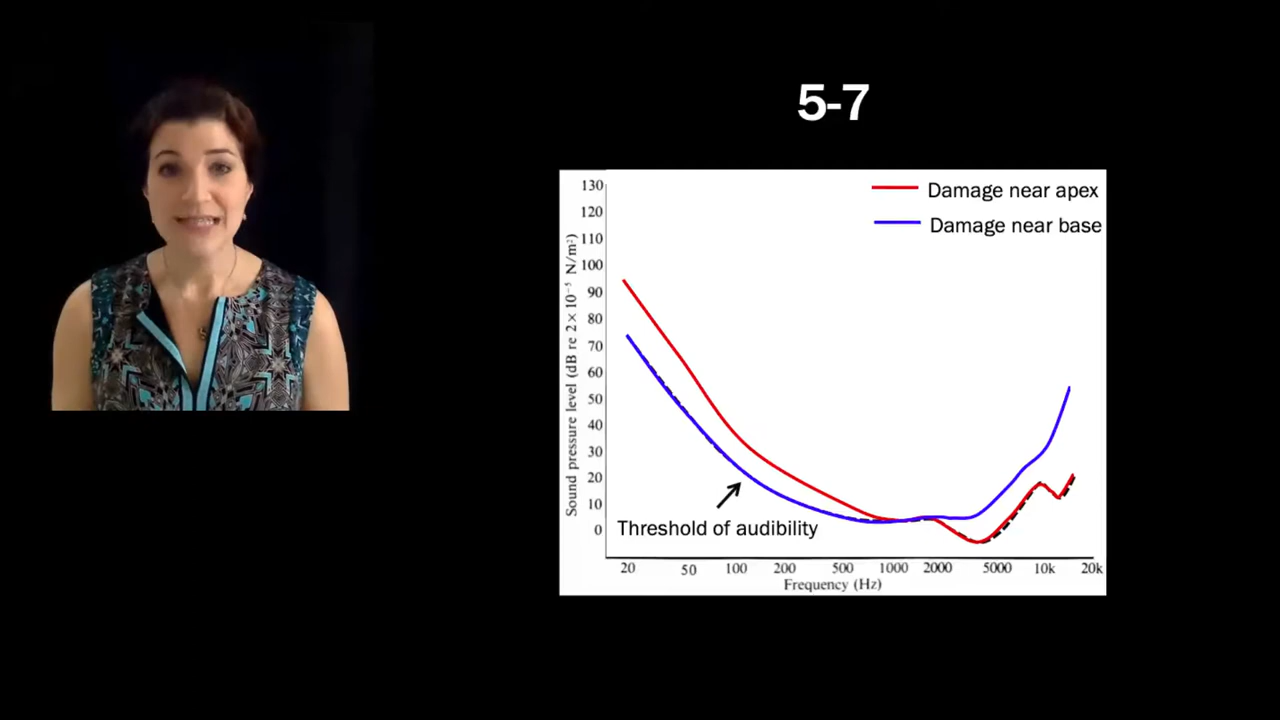 5-7
Damage near apex
Damage near base
Sound pressure level (dB re 2 × 10⁻⁵ N/m²)
130
120
110
100
90
80
70
60
50
40
30
20
10
0
Threshold of audibility
20 50 100 200 500 1000 2000 5000 10k 20k
Frequency (Hz)